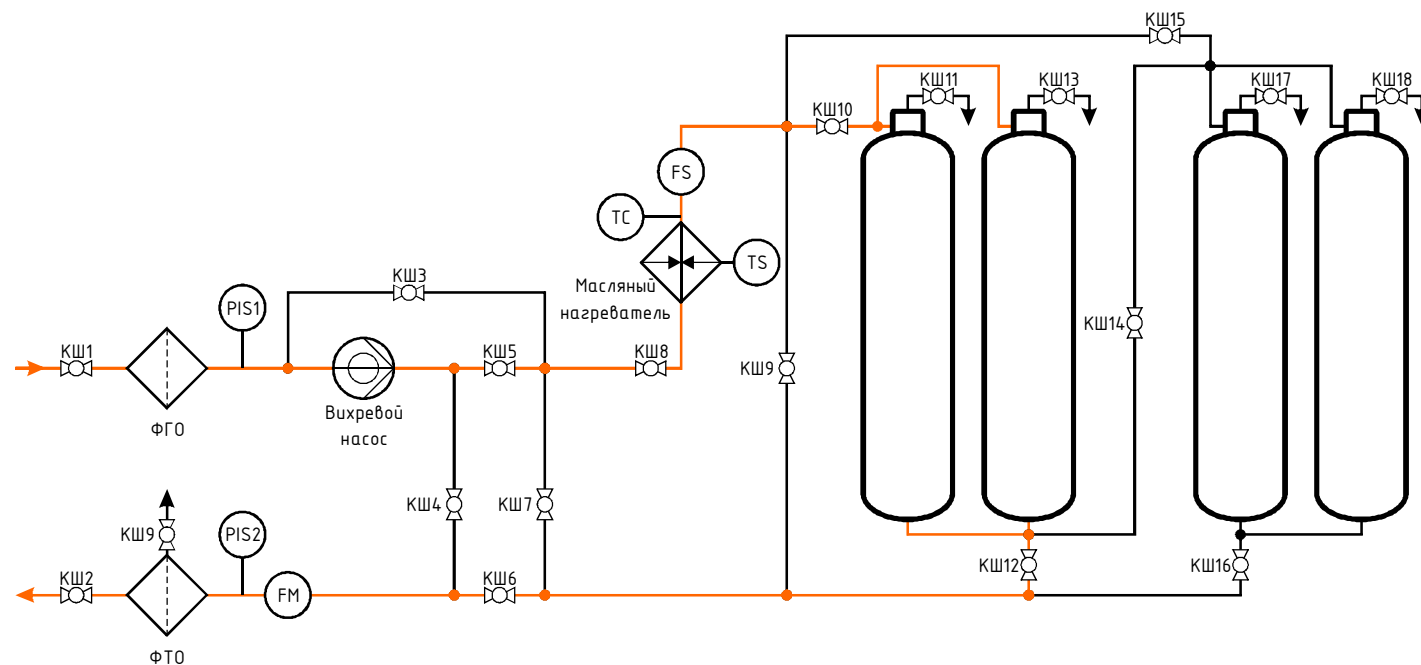 КШ15
КШ11
КШ13
КШ17
КШ18
КШ10
FS
TC
TS
КШ3
Масляный
нагреватель
PIS1
КШ14
КШ1
КШ5
КШ8
КШ9
Вихревой
насос
ФГО
КШ4
КШ7
КШ9
PIS2
КШ12
КШ16
КШ2
FM
КШ6
ФТО